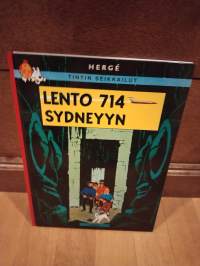 HERGÉ
TINTIN SEIKKAILUT
LENTO 714
SYDNEYYN